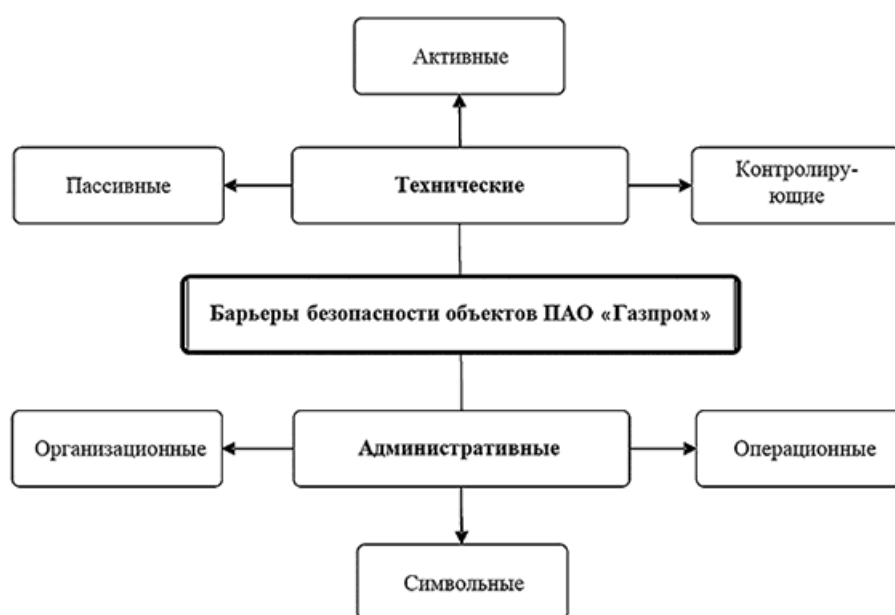 Активные
Пассивные
Технические
Контролиру-
ющие
Барьеры безопасности объектов ПАО «Газпром»
Организационные
Административные
Операционные
Символьные